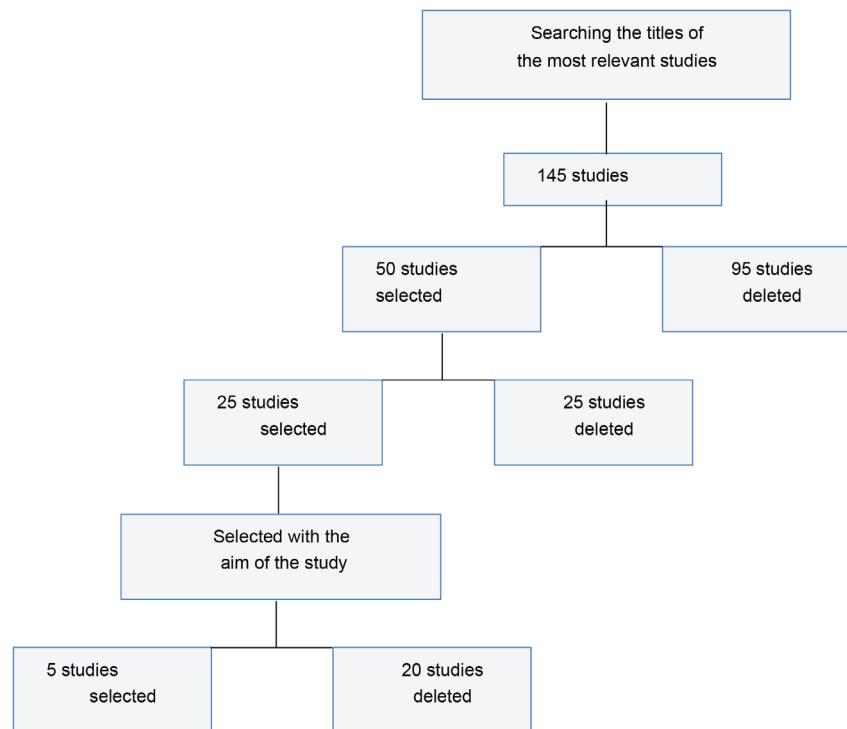 Searching the titles of
the most relevant studies
145 studies
50 studies
selected
95 studies
deleted
25 studies
selected
25 studies
deleted
Selected with the
aim of the study
5 studies
selected
20 studies
deleted